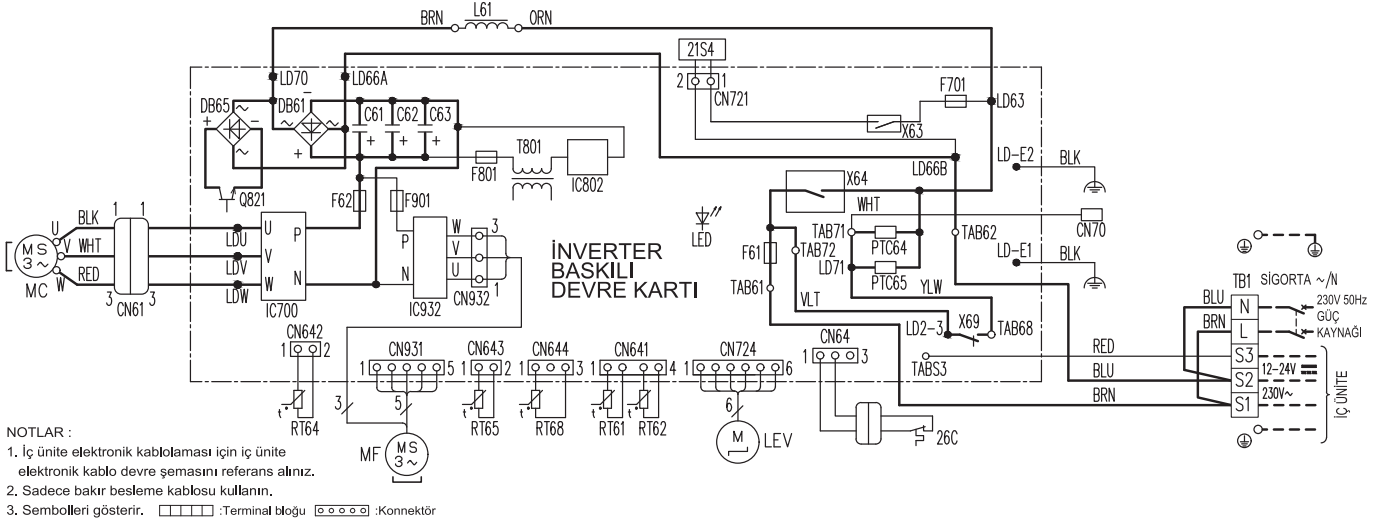 BRN L61 ORN
21S4
2 1
CN721
LD70
LD66A
F701
LD63
DB65
DB61
C61 C62 C63
X63
T801
F801
IC802
LD66B
LD-E2 BLK
Q821
F62
F901
X64
WHT
LED
TAB71
CN70
TAB72
PTC64
TAB62
F61
LD71
PTC65
LD-E1 BLK
TAB61
YLW
VLT
LD2-3 X69 TAB68
U BLK 1 1
V WHT
W RED 3 3
MS
3~
MC
CN61
LDU
LDV
LDW
U P
V
W N
IC700
P W 3
V
N U 1
IC932
CN932
İNVERTER
BASKILI
DEVRE KARTI
TB1 SİGORTA ~/N
BLU N
BRN L
230V 50Hz
GÜÇ
KAYNAĞI
RED S3
12-24V
BLU S2
230V~
BRN S1
İÇ ÜNİTE
TABS3
CN642
1 2
CN931
1 5
CN643
1 2
CN644
1 3
CN641
1 4
CN724
1 6
CN64
1 3
t° RT64
3
5
t° RT65
t° RT68
t° RT61
t° RT62
6
M
LEV
26C
MF
MS
3~
NOTLAR :
1. İç ünite elektronik kablolaması için iç ünite
elektronik kablo devre şemasını referans alınız.
2. Sadece bakır besleme kablosu kullanın.
3. Sembolleri gösterir. :Terminal bloğu :Konnektör